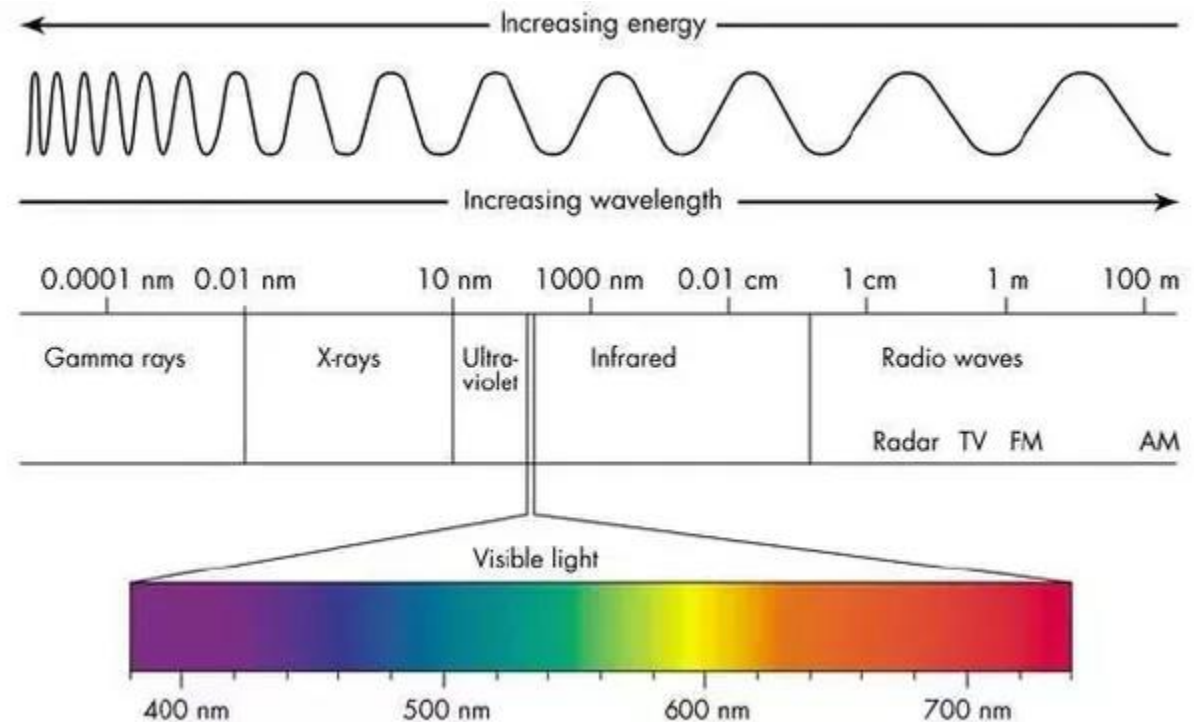 Increasing energy
Increasing wavelength
0.0001 nm 0.01 nm 10 nm 1000 nm 0.01 cm 1 cm 1 m 100 m
Gamma rays X-rays Ultra- Infrared Radio waves
violet
Radar TV FM AM
Visible light
400 nm 500 nm 600 nm 700 nm